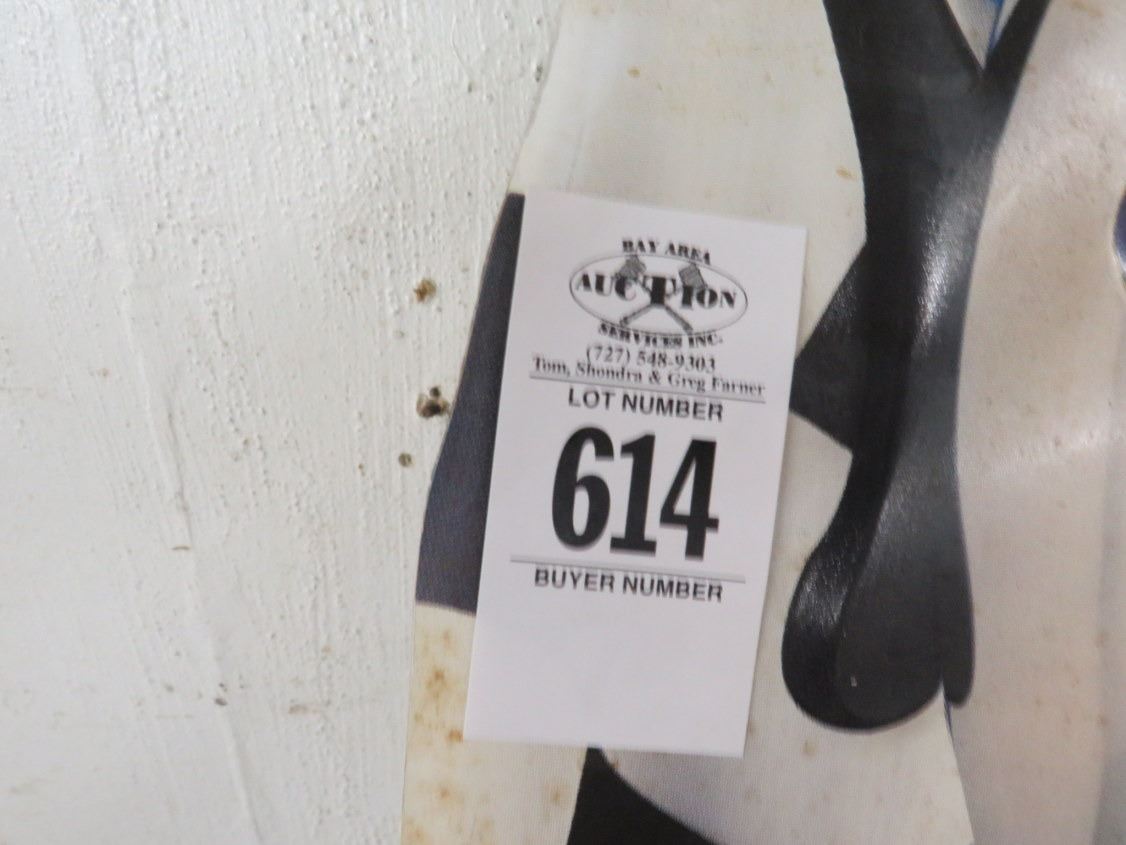 BAY AREA
AUCTION
SERVICES INC.
(727) 548-9303
Tom, Shondra & Greg Farner
LOT NUMBER
614
BUYER NUMBER